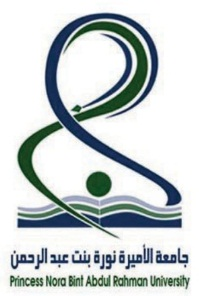 جامعة الأميرة نورة بنت عبد الرحمن
Princess Nora Bint Abdul Rahman University